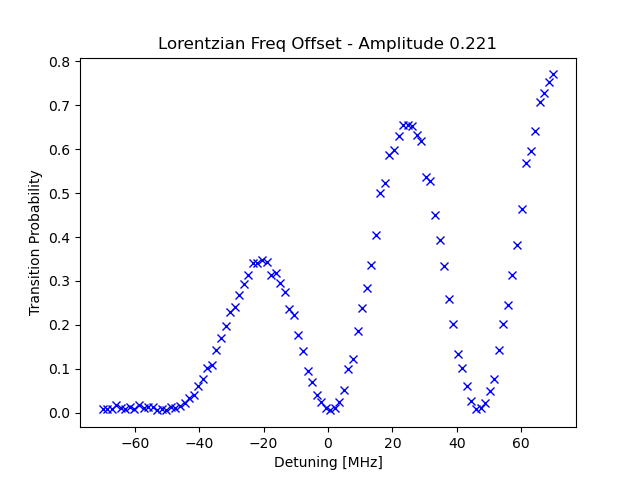 Lorentzian Freq Offset - Amplitude 0.221
Transition Probability
0.8
0.7
0.6
0.5
0.4
0.3
0.2
0.1
0.0
−60 −40 −20 0 20 40 60
Detuning [MHz]